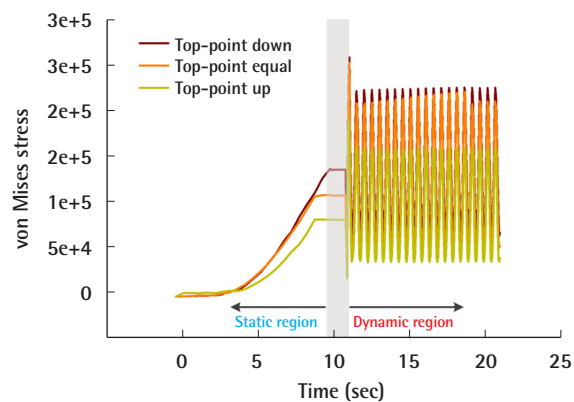 3e+5
3e+5
2e+5
2e+5
1e+5
5e+4
0
von Mises stress
Top-point down
Top-point equal
Top-point up
Static region
Dynamic region
0
5
10
15
20
25
Time (sec)